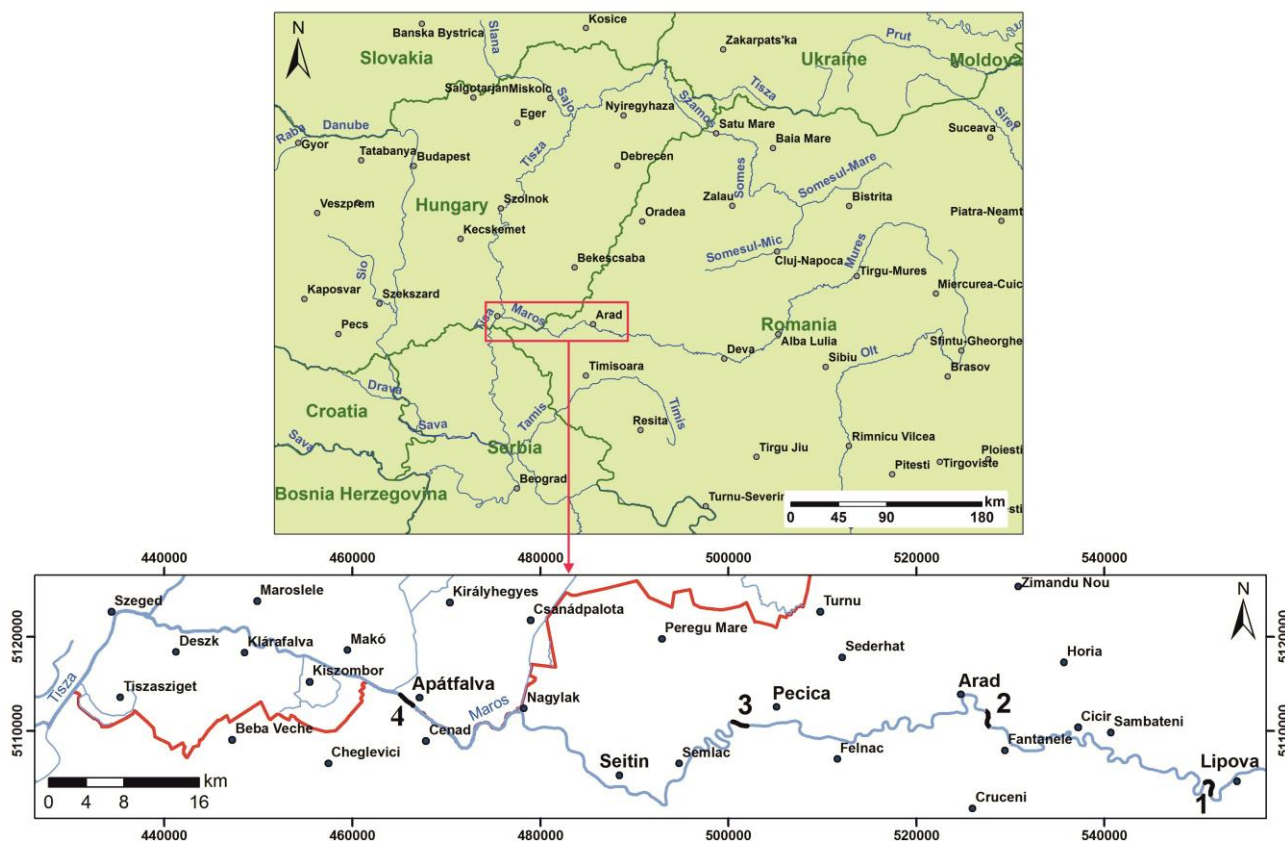 N
Banska Bystrica
Kosice
Slana
Zakarpats'ka
Prut
Slovakia
Ukraine
Moldova
Tisza
Salgotarjan
Miskolc
Sajo
Szamos
Nyiregyhaza
Siret
Eger
Satu Mare
Suceava
Raba
Danube
Baia Mare
Gyor
Tatabanya
Budapest
Tisza
Debrecen
Somes
Somesul-Mare
Veszprem
Hungary
Szolnok
Zalau
Bistrita
Oradea
Piatra-Neamt
Kecskemet
Somesul-Mic
Cluj-Napoca
Mures
Sio
Bekescsaba
Tirgu-Mures
Kaposvar
Szekszard
Miercurea-Cuic
Tisa
Maros
Arad
Romania
Pecs
Alba Lulia
Sfintu-Gheorghe
Deva
Sibiu
Olt
Brasov
Timisoara
Drava
Croatia
Tamis
Timis
Sava
Resita
Sava
Serbia
Tirgu Jiu
Rimnicu Vilcea
Ploiesti
Pitesti
Tirgoviste
Beograd
Bosnia Herzegovina
Turnu-Severin
km
0 45 90 180
sti
440000 460000 480000 500000 520000 540000
Zimandu Nou
N
Szeged
Maroslele
Királyhegyes
Csanádpalota
Turnu
5120000
Deszk
Klárafalva
Makó
Peregu Mare
Sederhat
Horia
5120000
Tisza
Kiszombor
Tiszasziget
Apátfalva
Nagylak
Pecica
Arad
4
Maros
3
2
5110000
Beba Veche
Cenad
Cicir
Sambateni
5110000
Cheglevici
Seitin
Semlac
Felnac
Fantanele
Lipova
km
0 4 8 16
Cruceni
1
440000 460000 480000 500000 520000 540000